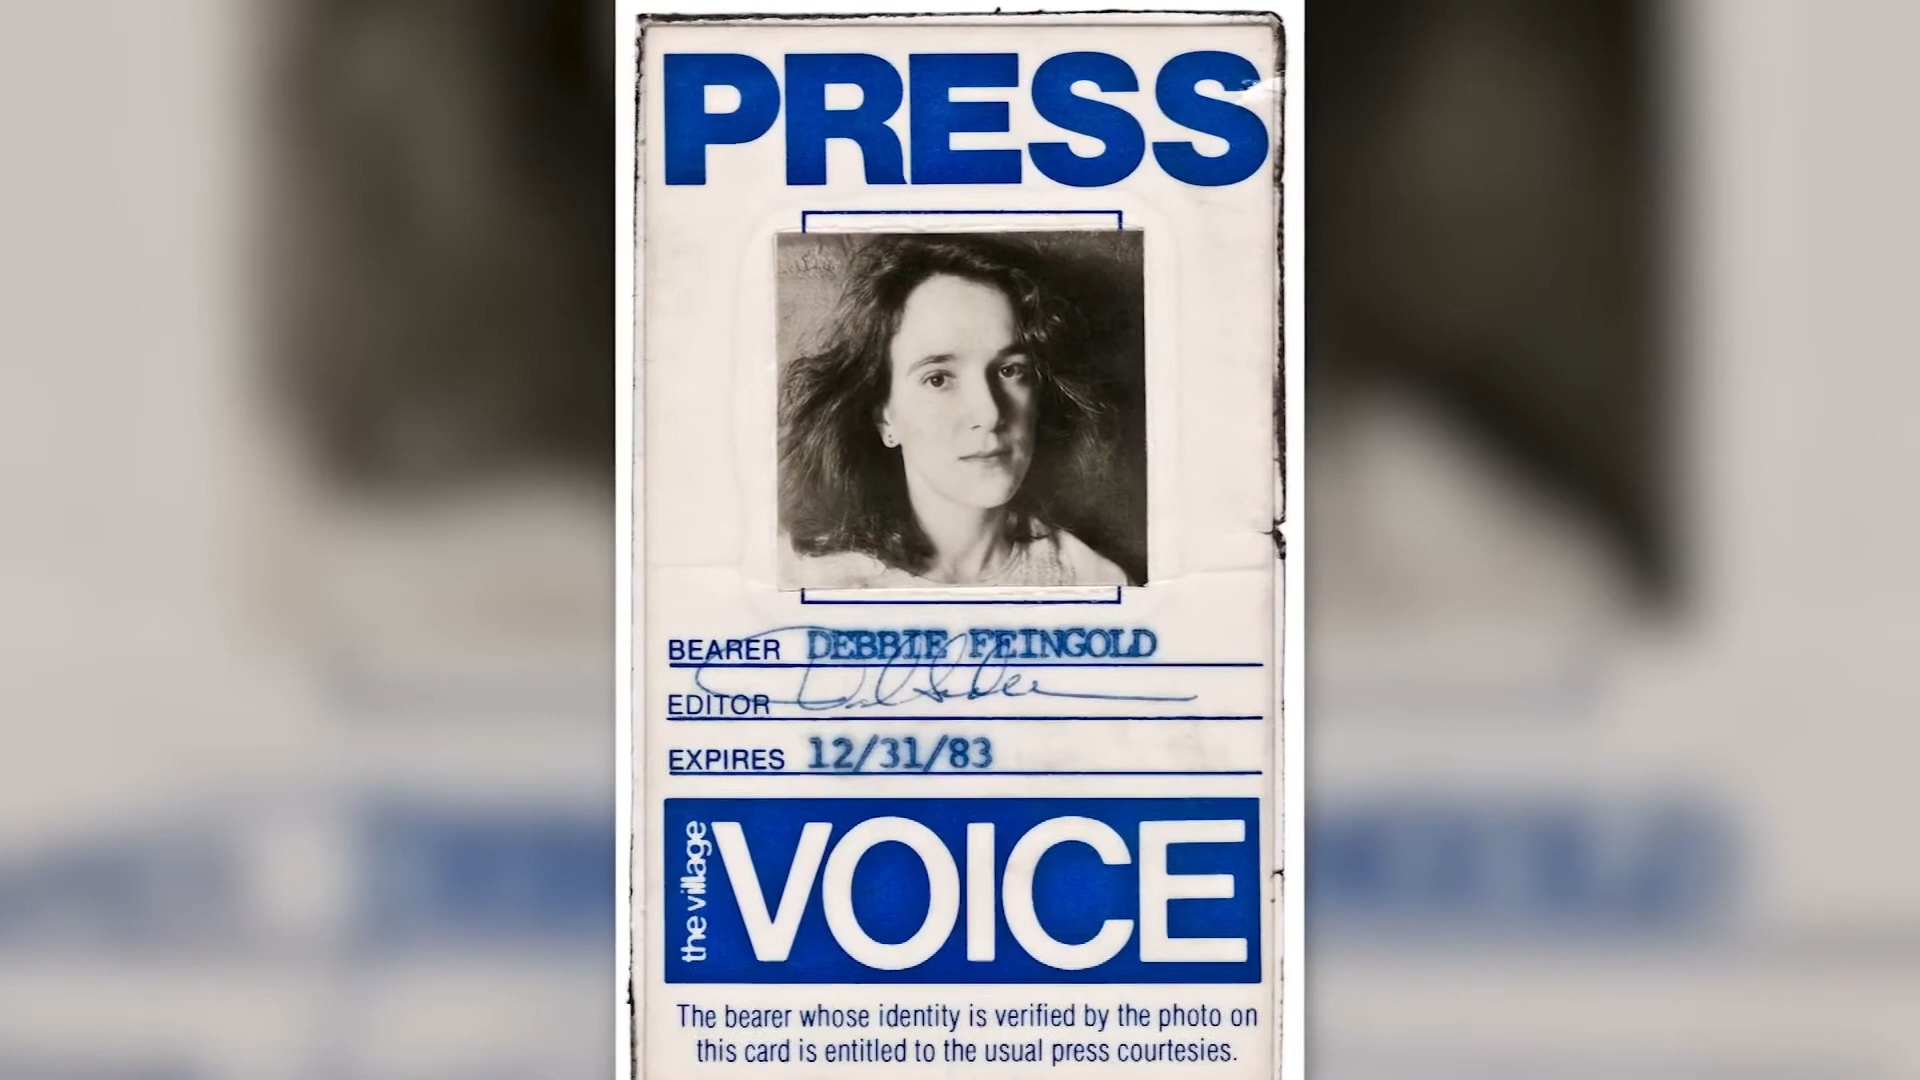 PRESS
BEARER DEBBIE FEINGOLD
EDITOR
EXPIRES 12/31/83
the village VOICE
The bearer whose identity is verified by the photo on
this card is entitled to the usual press courtesies.